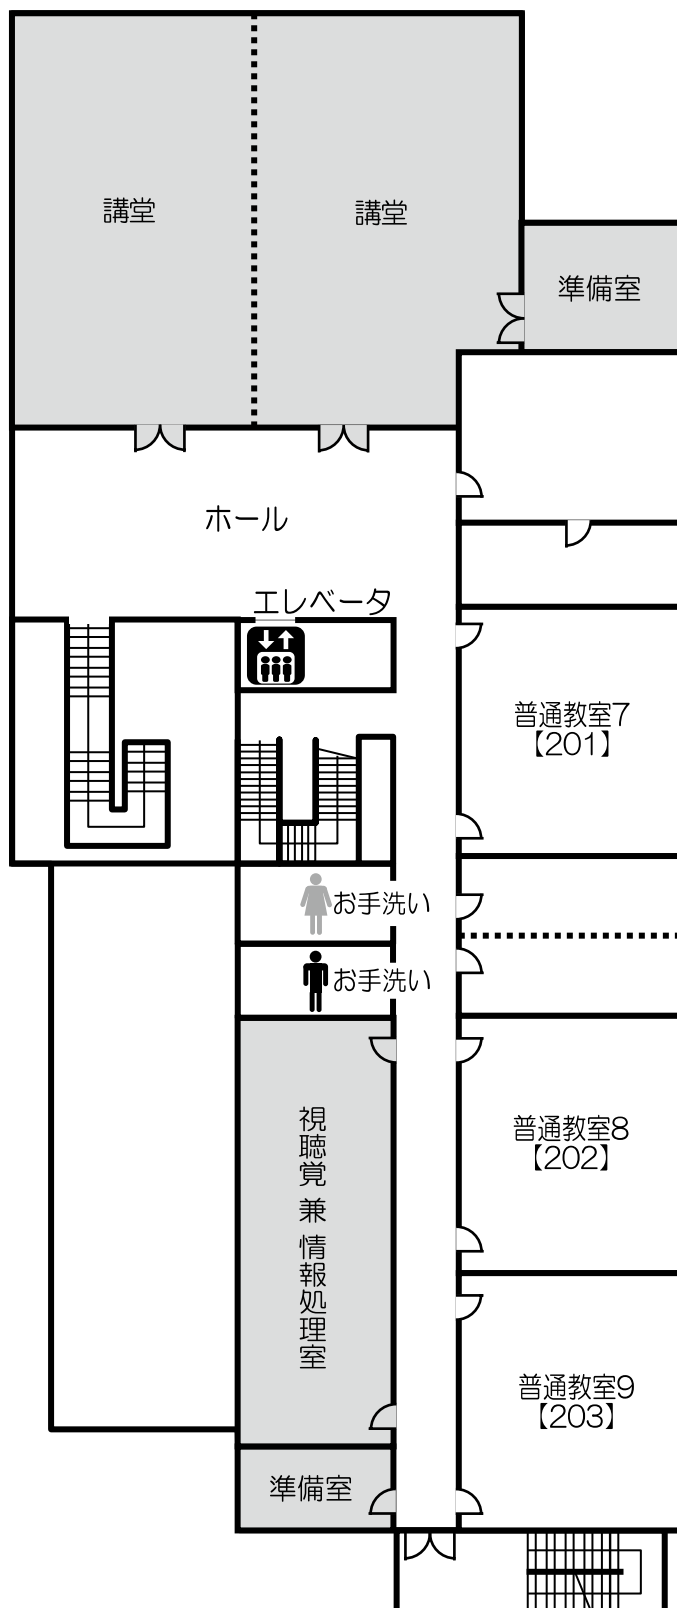 講堂
講堂
準備室
ホール
エレベータ
普通教室7
【201】
お手洗い
お手洗い
視聴覚 兼 情報処理室
普通教室8
【202】
普通教室9
【203】
準備室